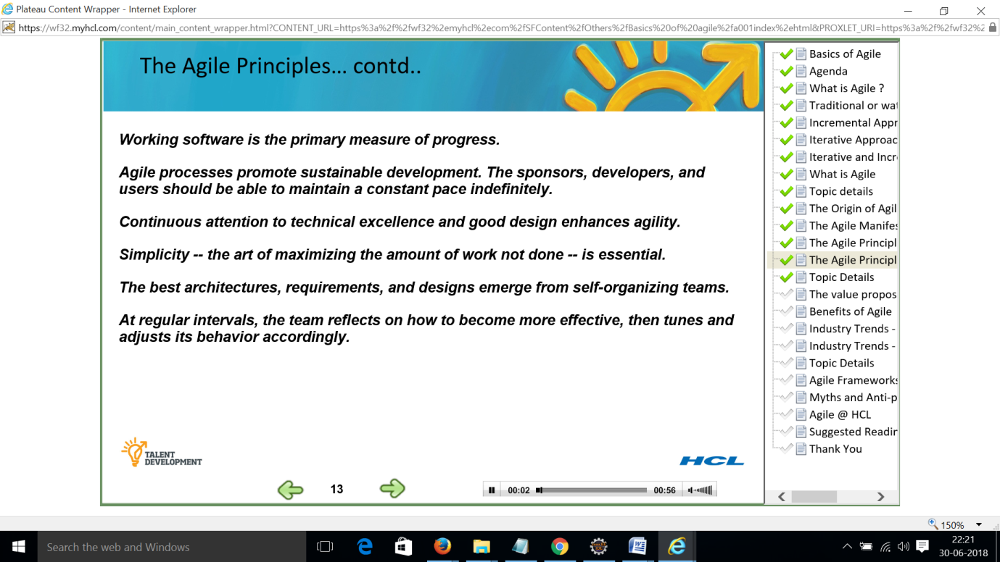 Plateau Content Wrapper - Internet Explorer
https://wf32.myhcl.com/content/main_content_wrapper.html?CONTENT_URL=https%3a%2f%2fwf32%2emyhcl%2ecom%2fSFContent%2fOthers%2fBasics%20of%20agile%2fa001index%2ehtml&PROXLET_URI=https%3a%2f%2fwf32%2
The Agile Principles... contd..
Working software is the primary measure of progress.
Agile processes promote sustainable development. The sponsors, developers, and
users should be able to maintain a constant pace indefinitely.
Continuous attention to technical excellence and good design enhances agility.
Simplicity -- the art of maximizing the amount of work not done -- is essential.
The best architectures, requirements, and designs emerge from self-organizing teams.
At regular intervals, the team reflects on how to become more effective, then tunes and
adjusts its behavior accordingly.
TALENT
DEVELOPMENT
HCL
13
00:02
00:56
Basics of Agile
Agenda
What is Agile ?
Traditional or wat
Incremental Appr
Iterative Approac
Iterative and Incr
What is Agile
Topic details
The Origin of Agil
The Agile Manifes
The Agile Principl
The Agile Principl
Topic Details
The value propos
Benefits of Agile
Industry Trends -
Industry Trends -
Topic Details
Agile Frameworks
Myths and Anti-p
Agile @ HCL
Suggested Readin
Thank You
150%
Search the web and Windows
22:21
30-06-2018